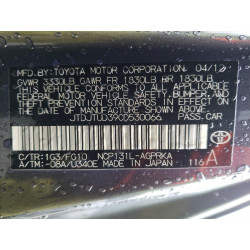 MFD. BY: TOYOTA MOTOR CORPORATION 04/12
GVWR 3330LB GAWR FR 1830LB RR 1830LB
THIS VEHICLE CONFORMS TO ALL APPLICABLE
FEDERAL MOTOR VEHICLE SAFETY, BUMPER, AND
THEFT PREVENTION STANDARDS IN EFFECT ON
THE DATE OF MANUFACTURE SHOWN ABOVE.
JTDJTUD39CD530066 PASS.CAR
C/TR: 1G3/FG10 NCP131L-AGPRKA
A/TM: -08A/U340E MADE IN JAPAN 116A